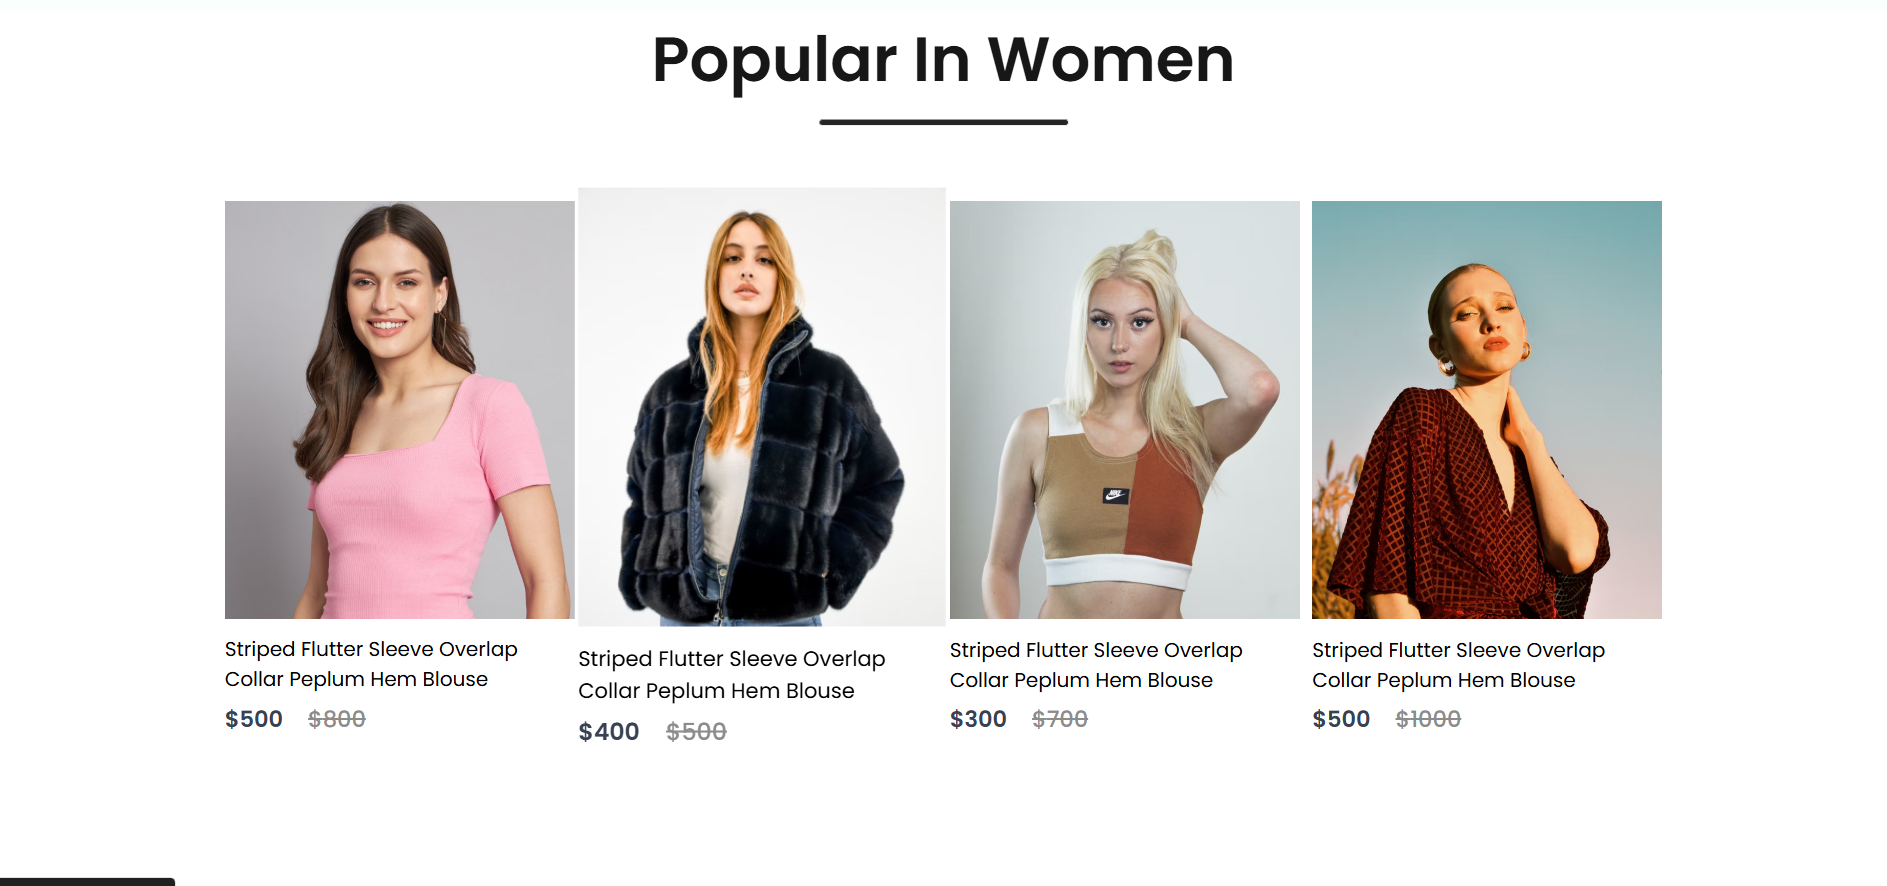 Popular In Women
Striped Flutter Sleeve Overlap
Collar Peplum Hem Blouse
$500 $800
Striped Flutter Sleeve Overlap
Collar Peplum Hem Blouse
$400 $500
NIKE
Striped Flutter Sleeve Overlap
Collar Peplum Hem Blouse
$300 $700
Striped Flutter Sleeve Overlap
Collar Peplum Hem Blouse
$500 $1000